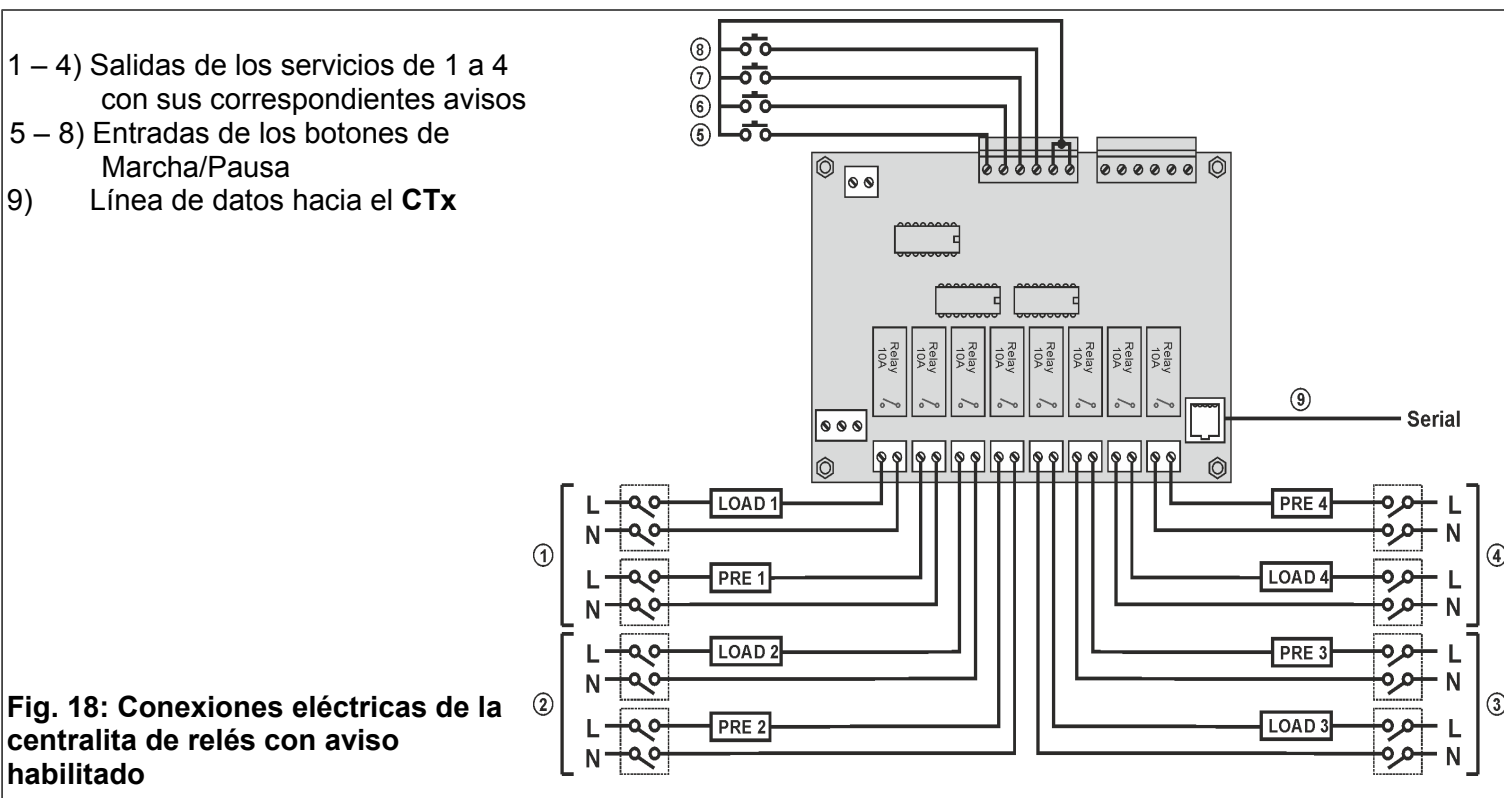 1 – 4) Salidas de los servicios de 1 a 4
con sus correspondientes avisos
5 – 8) Entradas de los botones de
Marcha/Pausa
9) Línea de datos hacia el CTx
Fig. 18: Conexiones eléctricas de la
centralita de relés con aviso
habilitado
8
7
6
5
Relay 10A
Relay 10A
Relay 10A
Relay 10A
Relay 10A
Relay 10A
Relay 10A
Relay 10A
9
Serial
1
L LOAD 1
N
L PRE 1
N
2
L LOAD 2
N
L PRE 2
N
PRE 4 L
N
4
LOAD 4 L
N
PRE 3 L
N
3
LOAD 3 L
N